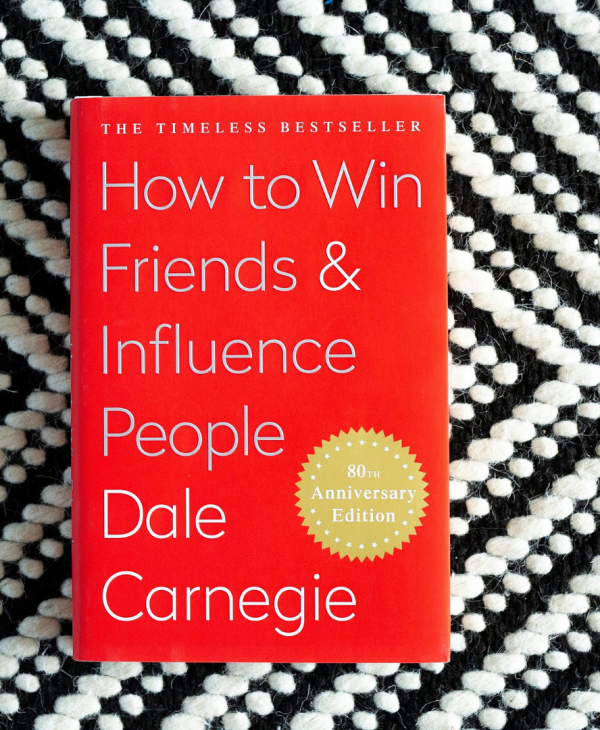 THE TIMELESS BESTSELLER
How to Win
Friends &
Influence
People
Dale
Carnegie
80TH
Anniversary
Edition